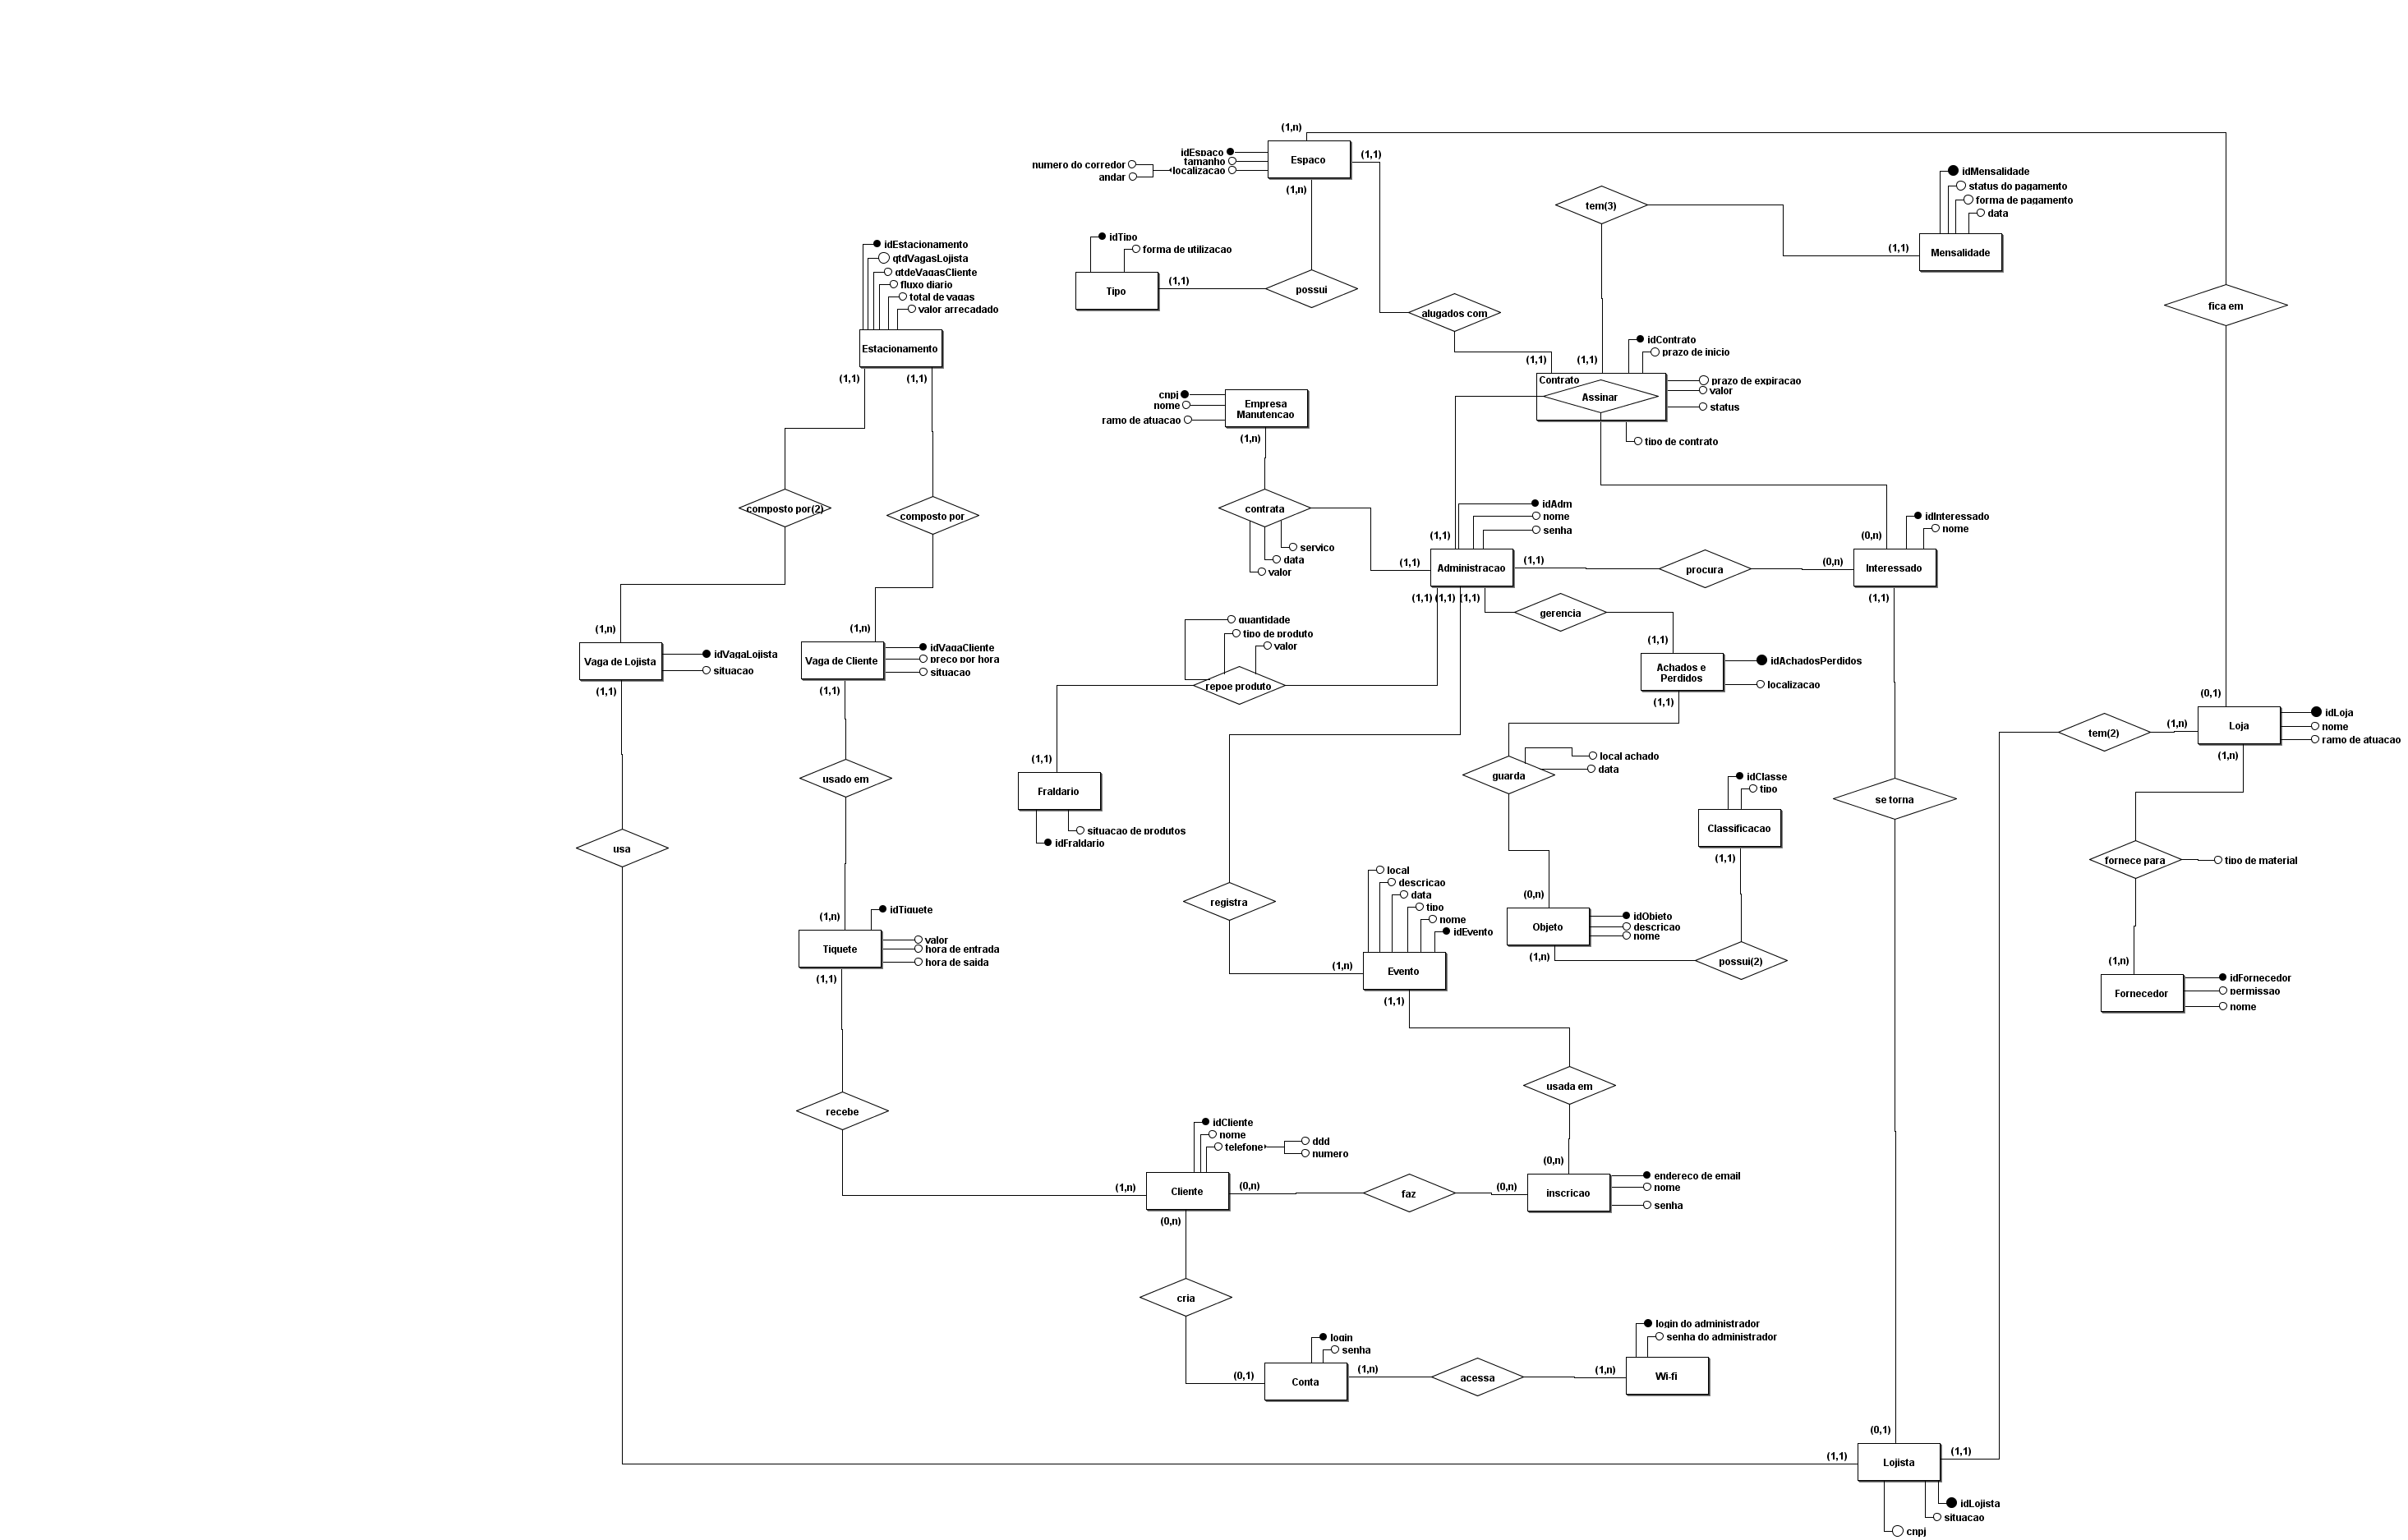 (1,n)
idEspaco
tamanho
localizacao
numero do corredor
andar
Espaco
(1,1)
(1,n)
idMensalidade
status do pagamento
forma de pagamento
data
(1,1)
Mensalidade
tem(3)
idTipo
forma de utilizacao
Tipo
(1,1)
possui
idEstacionamento
qtdVagasLojista
qtdeVagasCliente
fluxo diario
total de vagas
valor arrecadado
Estacionamento
(1,1)
(1,1)
alugados com
fica em
(1,1)
(1,1)
idContrato
prazo de inicio
Contrato
Assinar
prazo de expiracao
valor
status
tipo de contrato
cnpj
nome
ramo de atuacao
Empresa
Manutencao
(1,n)
composto por(2)
composto por
contrata
servico
data
valor
idAdm
nome
senha
(1,1)
(1,1)
Administracao
(1,1)
procura
(0,n)
(0,n)
idInteressado
nome
Interessado
(1,1)
(1,1)
(1,1)
(1,1)
gerencia
(1,n)
Vaga de Lojista
idVagaLojista
situacao
(1,1)
(1,n)
Vaga de Cliente
idVagaCliente
preco por hora
situacao
(1,1)
quantidade
tipo de produto
valor
repoe produto
(1,1)
Achados e
Perdidos
idAchadosPerdidos
localizacao
(1,1)
(0,1)
Loja
idLoja
nome
ramo de atuacao
(1,n)
tem(2)
(1,n)
usado em
(1,1)
Fraldario
situacao de produtos
idFraldario
guarda
local achado
data
idClasse
tipo
Classificacao
(1,1)
se torna
usa
fornece para
tipo de material
registra
local
descricao
data
tipo
nome
idEvento
(1,n)
Evento
(1,1)
(0,n)
Objeto
idObjeto
descricao
nome
(1,n)
possui(2)
(1,n)
idTiquete
Tiquete
valor
hora de entrada
hora de saida
(1,1)
(1,n)
Fornecedor
idFornecedor
permissao
nome
recebe
usada em
idCliente
nome
telefone
ddd
numero
(1,n)
Cliente
(0,n)
faz
(0,n)
(0,n)
inscricao
endereco de email
nome
senha
(0,n)
cria
login
senha
(0,1)
Conta
(1,n)
acessa
(1,n)
login do administrador
senha do administrador
Wi-fi
(0,1)
(1,1)
Lojista
(1,1)
idLojista
situacao
cnpj